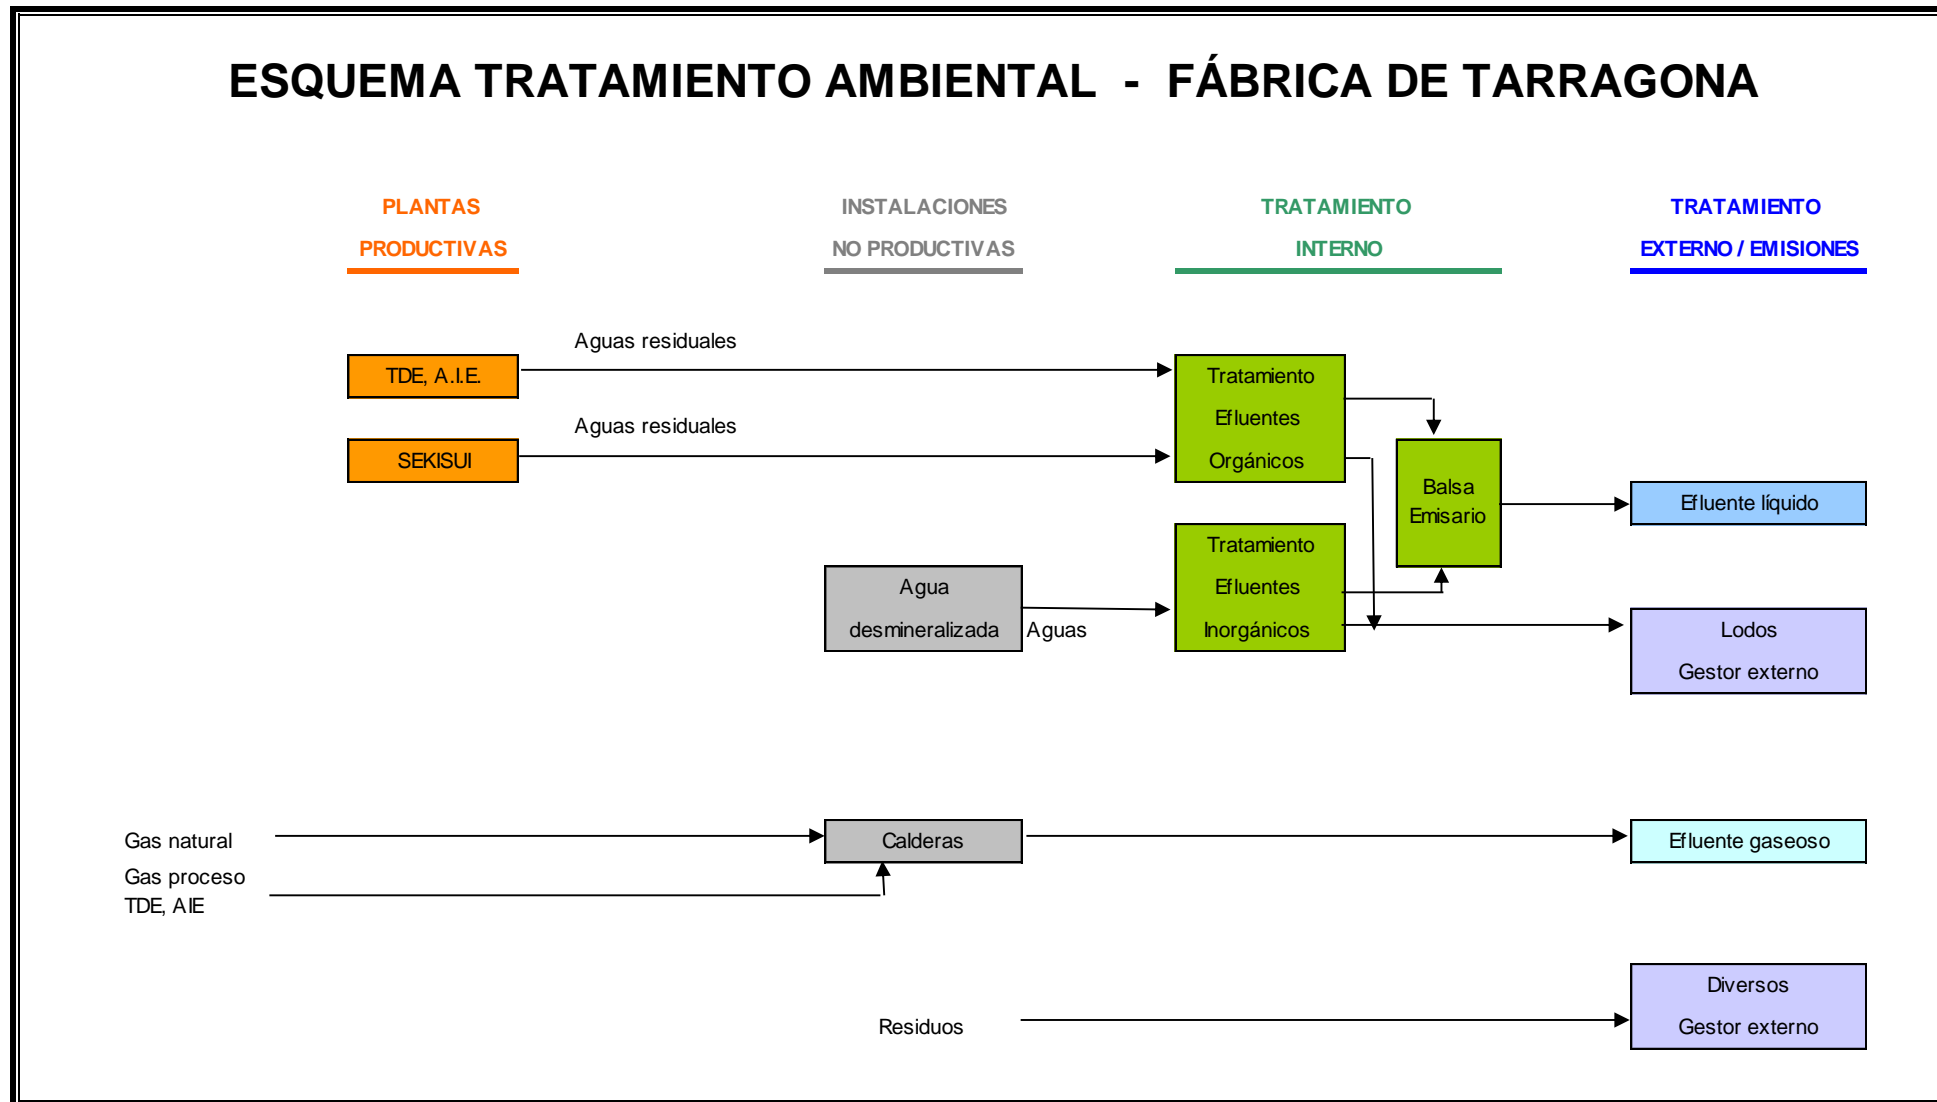 ESQUEMA TRATAMIENTO AMBIENTAL - FÁBRICA DE TARRAGONA
PLANTAS
PRODUCTIVAS
INSTALACIONES
NO PRODUCTIVAS
TRATAMIENTO
INTERNO
TRATAMIENTO
EXTERNO / EMISIONES
Aguas residuales
TDE, A.I.E.
Aguas residuales
SEKISUI
Tratamiento
Efluentes
Orgánicos
Balsa
Emisario
Efluente líquido
Agua
desmineralizada
Aguas
Tratamiento
Efluentes
Inorgánicos
Lodos
Gestor externo
Gas natural
Gas proceso
TDE, AIE
Calderas
Efluente gaseoso
Residuos
Diversos
Gestor externo